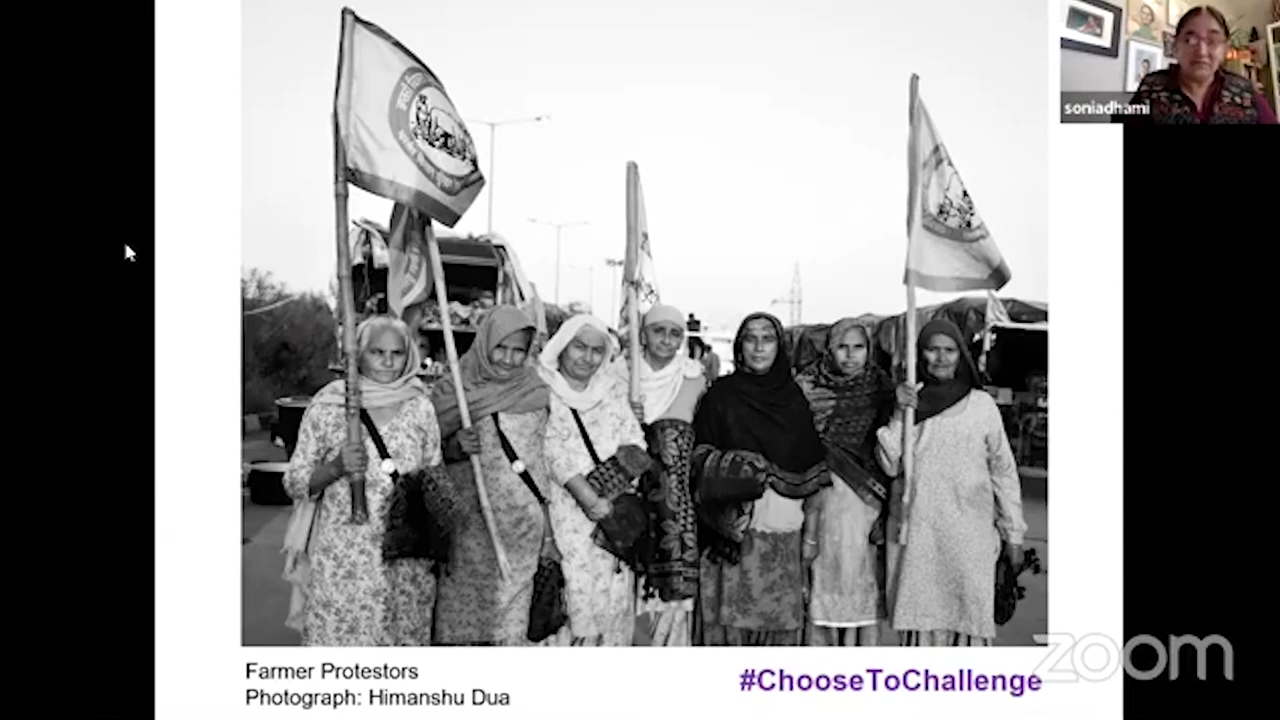 soniadhami
Farmer Protestors
Photograph: Himanshu Dua
#ChooseToChallenge
zoom